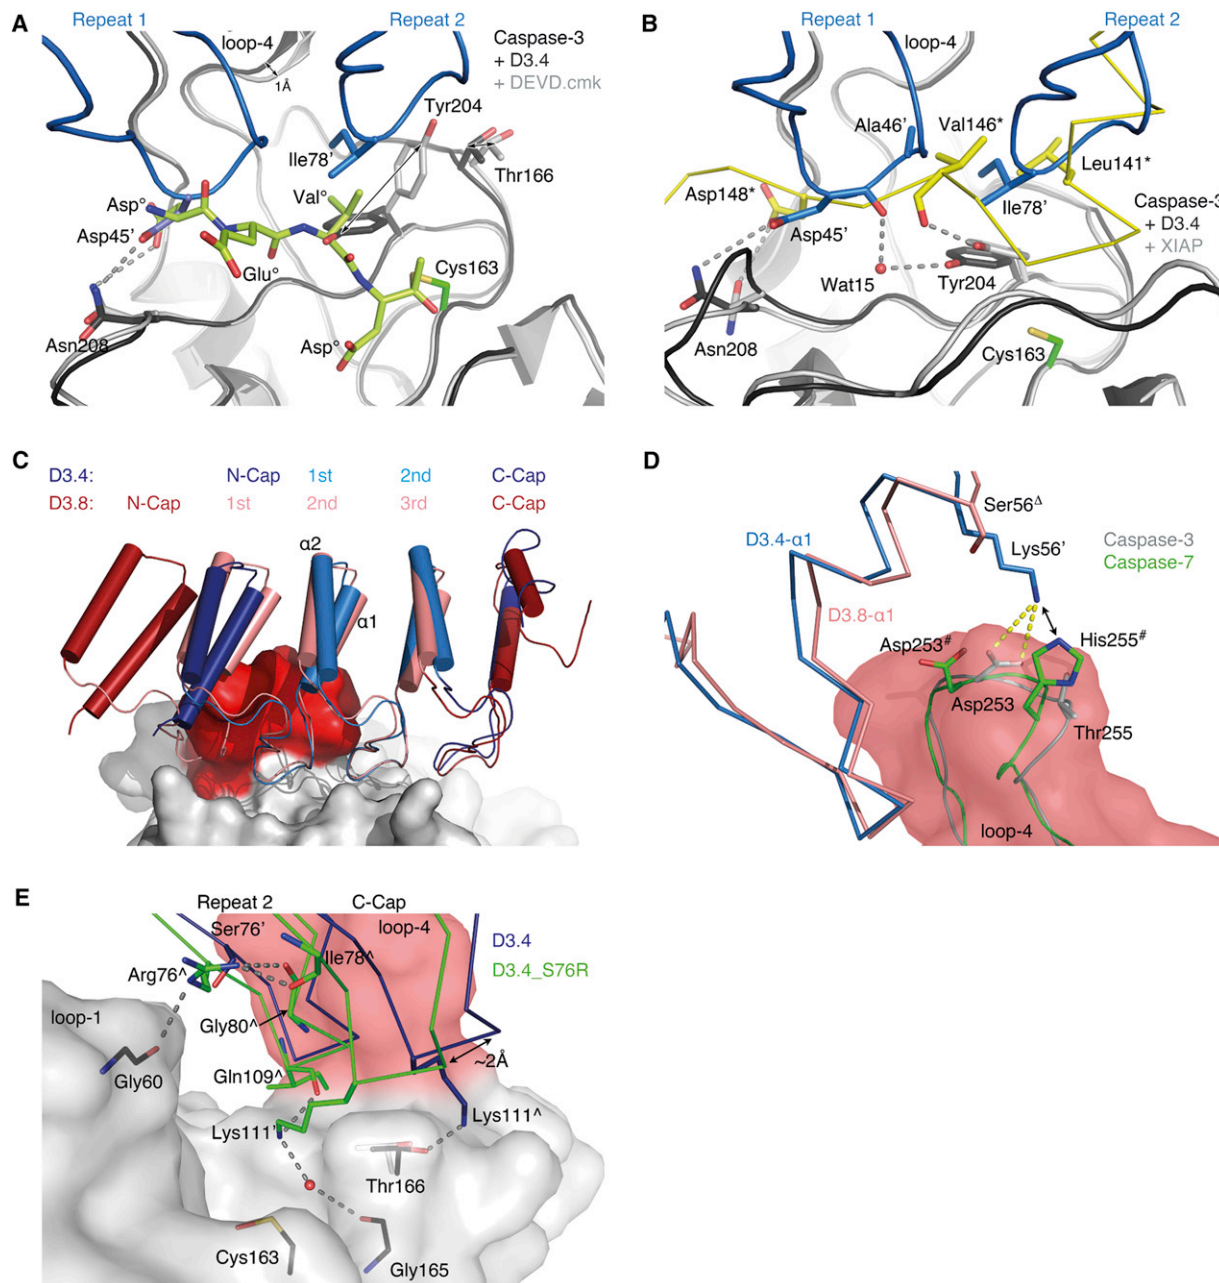 A
Repeat 1
Repeat 2
loop-4
1Å
Caspase-3
+ D3.4
+ DEVD.cmk
Tyr204
Ile78'
Thr166
Val°
Asp°
Asp45'
Glu°
Cys163
Asn208
Asp°
B
Repeat 1
Repeat 2
loop-4
Ala46'
Val146*
Leu141*
Asp148*
Ile78'
Caspase-3
+ D3.4
+ XIAP
Asp45'
Wat15
Tyr204
Asn208
Cys163
C
D3.4: N-Cap 1st 2nd C-Cap
D3.8: N-Cap 1st 2nd 3rd C-Cap
α2
α1
D
Ser56Δ
D3.4-α1
Lys56'
Caspase-3
Caspase-7
D3.8-α1
Asp253#
His255#
Asp253
Thr255
loop-4
E
Repeat 2
C-Cap
Ser76'
loop-4
D3.4
Ile78^
D3.4_S76R
Arg76^
loop-1
Gly80^
~2Å
Gly60
Gln109^
Lys111'
Lys111^
Thr166
Cys163
Gly165